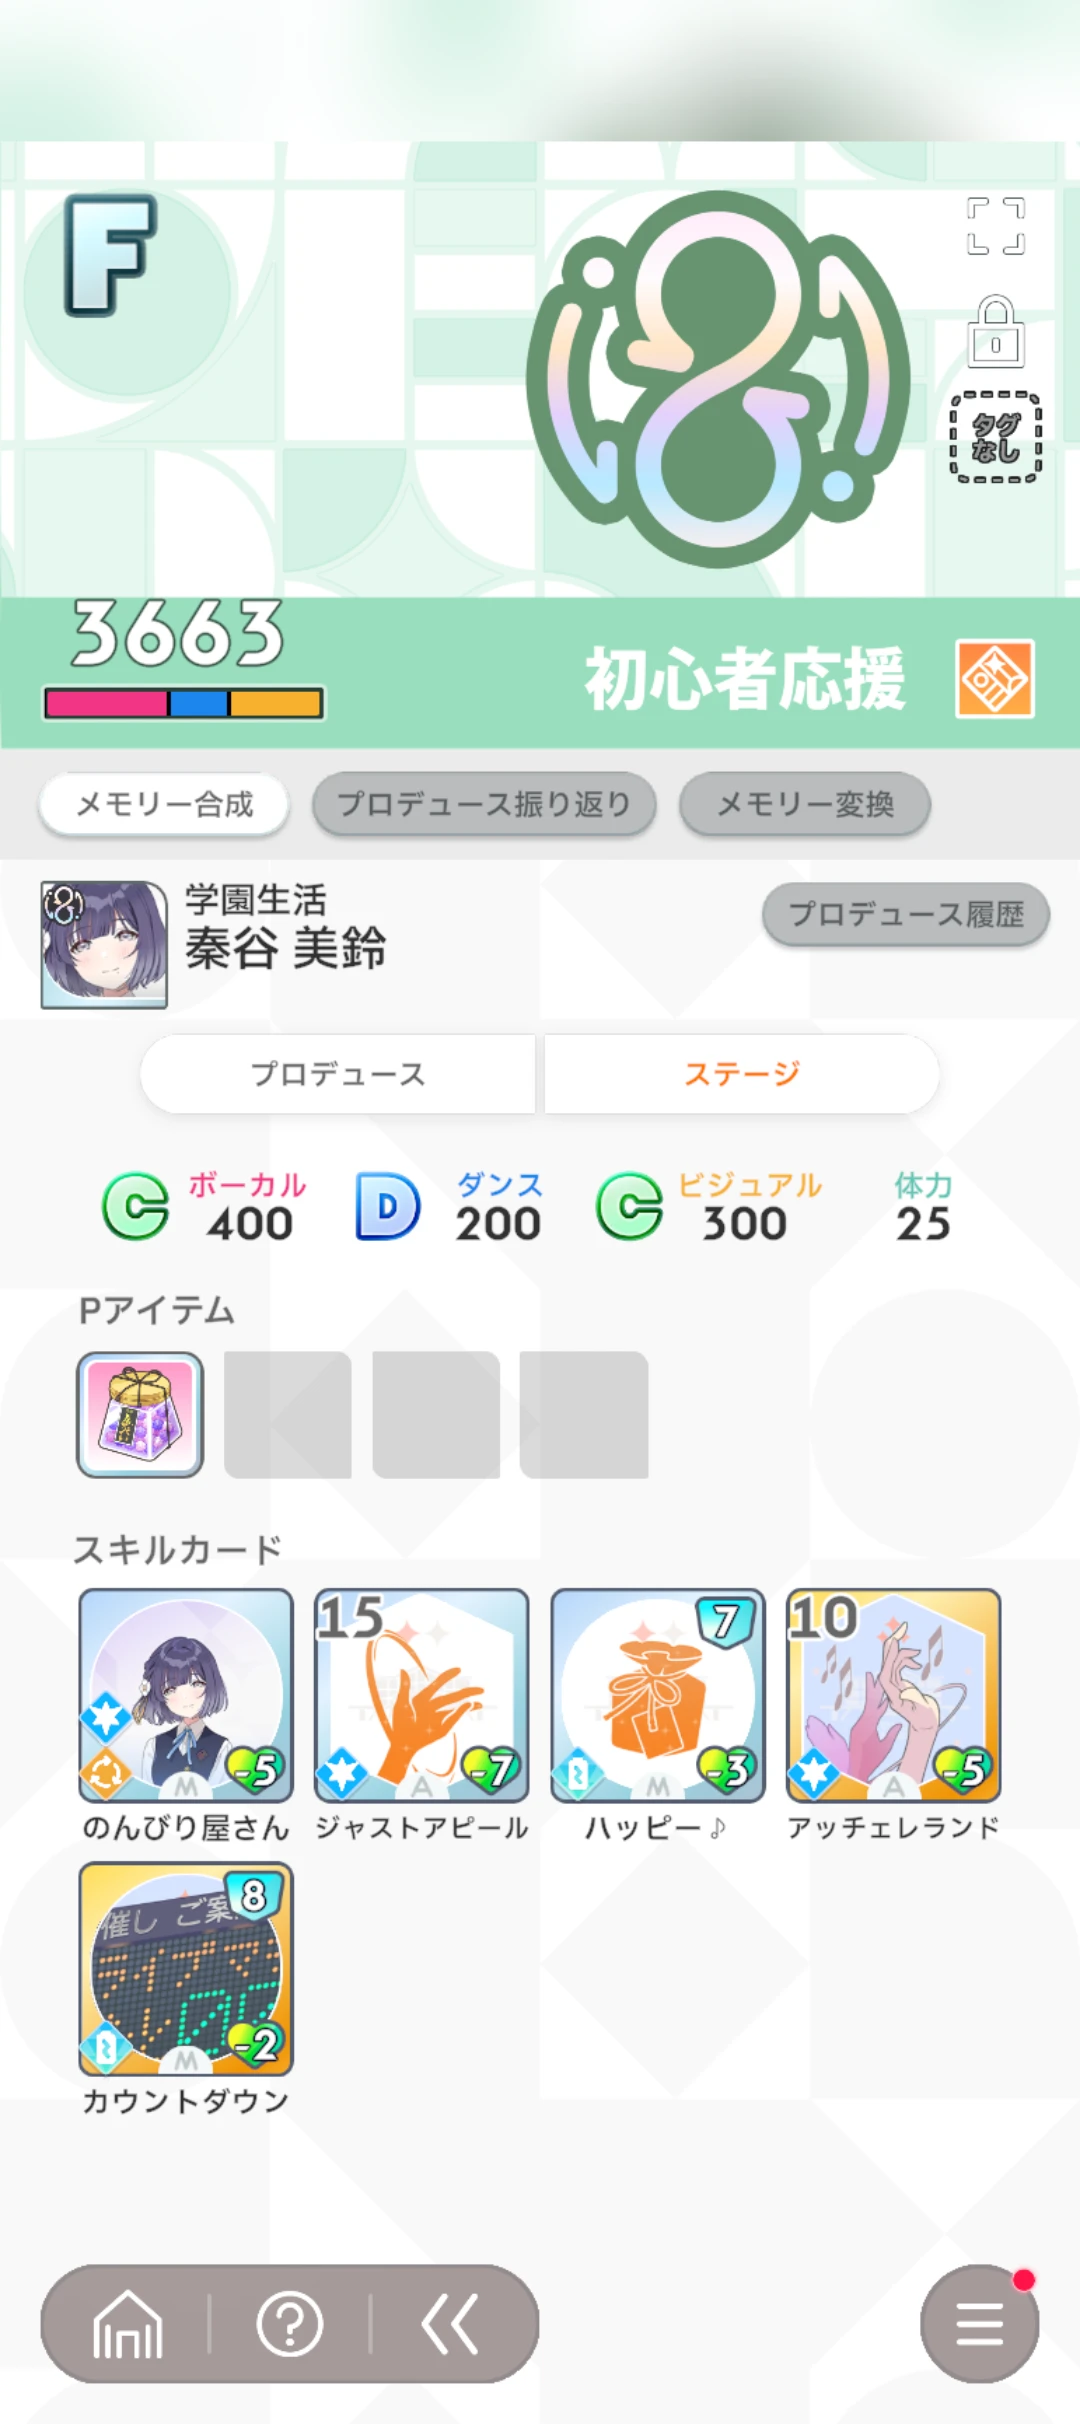 F
タグ
なし
3663
初心者応援
メモリー合成 プロデュース振り返り メモリー変換
学園生活
秦谷 美鈴
プロデュース履歴
プロデュース ステージ
C ボーカル 400 D ダンス 200 C ビジュアル 300 体力 25
Pアイテム
スキルカード
M -5
15 A -7
7 M -3
10 A -5
のんびり屋さん ジャストアピール ハッピー♪ アッチェレランド
催し ご案
8
M -2
カウントダウン